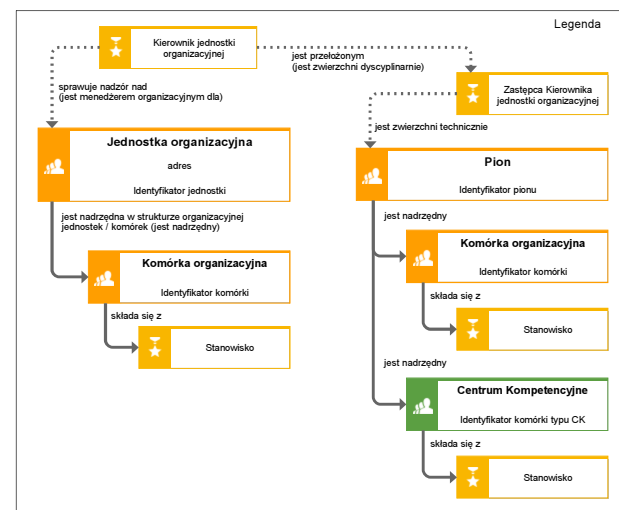 Legenda
Kierownik jednostki
organizacyjnej
jest przełożonym
(jest zwierzchni dyscyplinarnie)
sprawuje nadzór nad
(jest menedżerem organizacyjnym dla)
Zastępca Kierownika
jednostki organizacyjnej
jest zwierzchni technicznie
Jednostka organizacyjna
adres
Identyfikator jednostki
Pion
Identyfikator pionu
jest nadrzędna w strukturze organizacyjnej
jednostek / komórek (jest nadrzędny)
jest nadrzędny
Komórka organizacyjna
Identyfikator komórki
Komórka organizacyjna
Identyfikator komórki
składa się z
Stanowisko
składa się z
Stanowisko
jest nadrzędny
Centrum Kompetencyjne
Identyfikator komórki typu CK
składa się z
Stanowisko